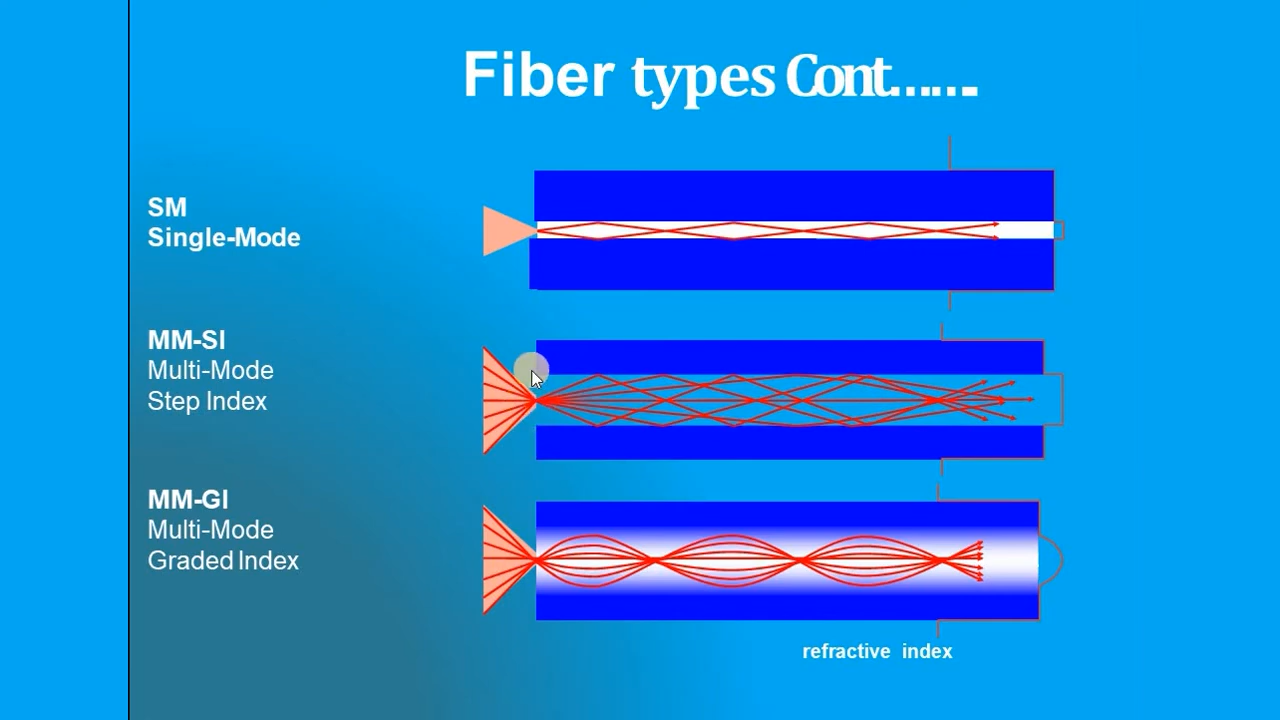 Fiber types Cont.......
SM
Single-Mode
MM-SI
Multi-Mode
Step Index
MM-GI
Multi-Mode
Graded Index
refractive index